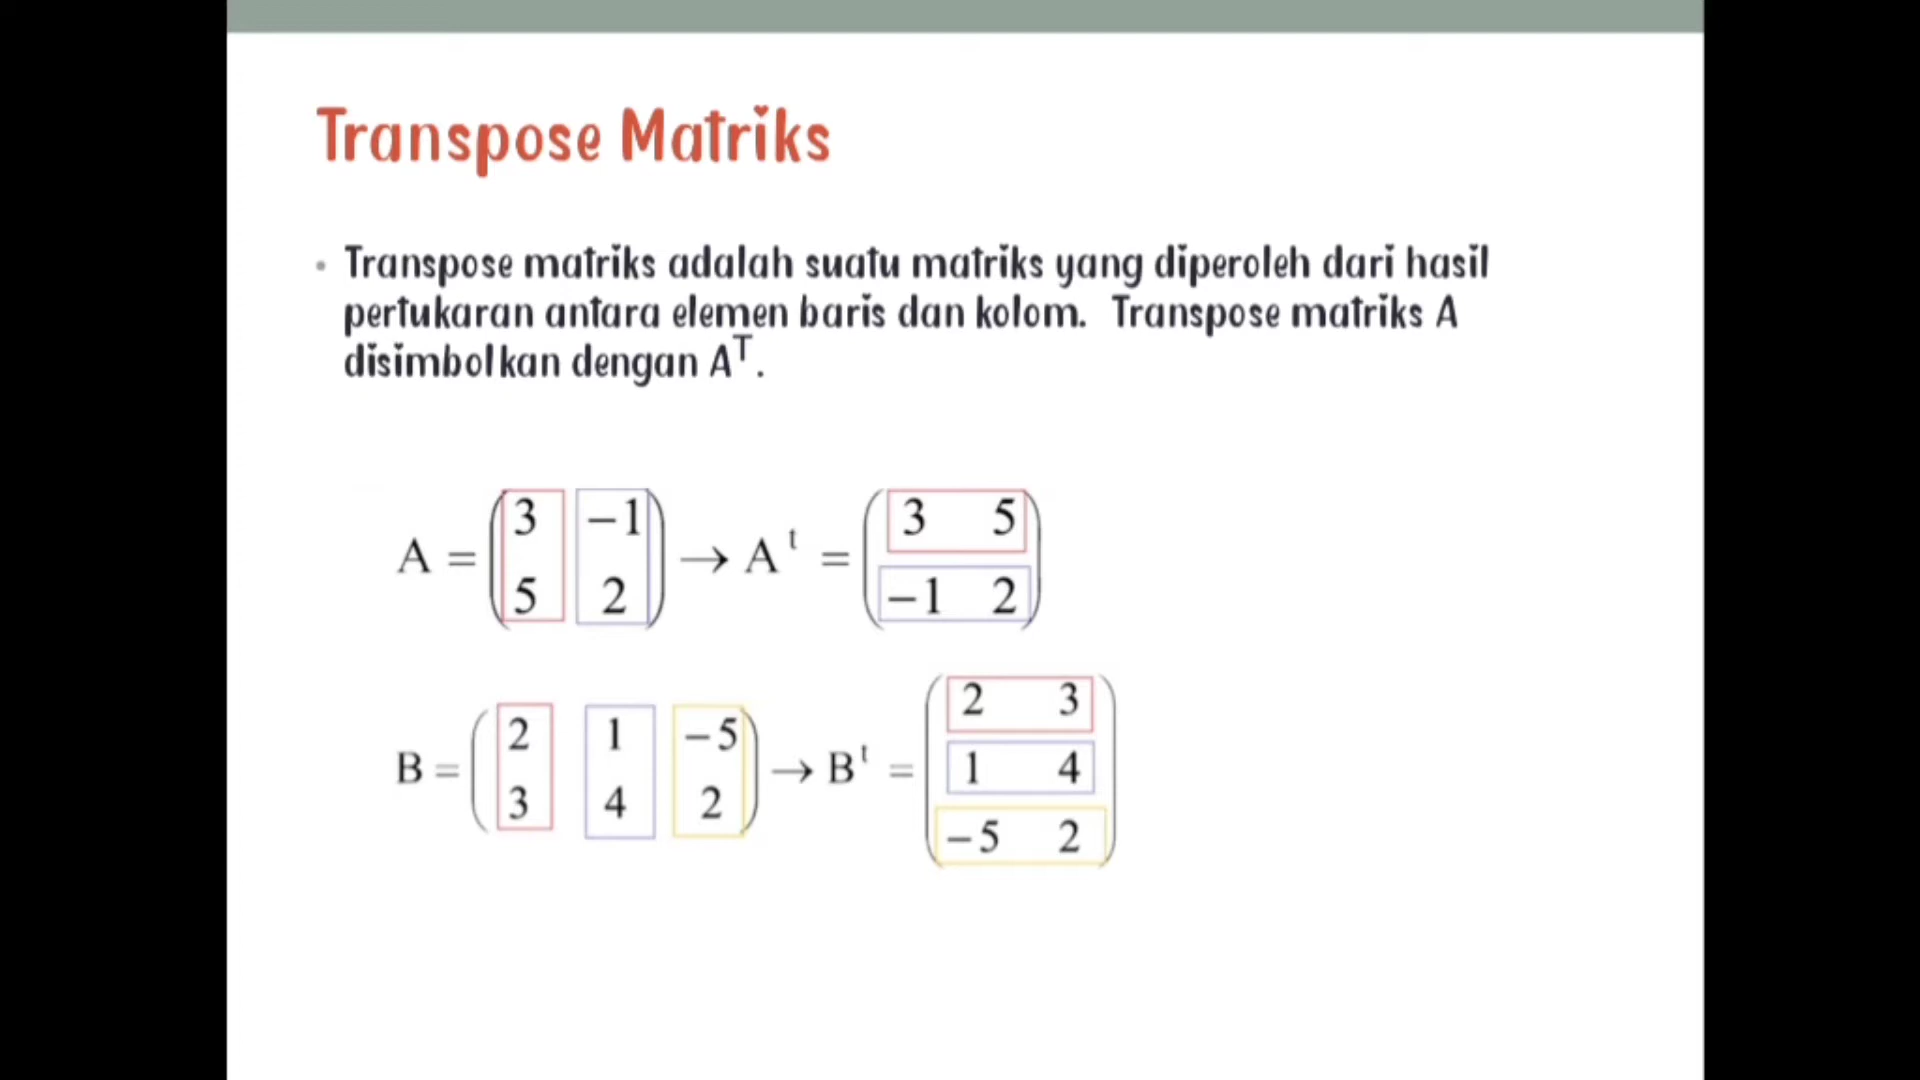 Transpose Matriks
• Transpose matriks adalah suatu matriks yang diperoleh dari hasil
pertukaran antara elemen baris dan kolom. Transpose matriks A
disimbolkan dengan Aᵀ.
A = (3 −1
5 2) → Aᵗ = (3 5
−1 2)
B = (2 1 −5
3 4 2) → Bᵗ = (2 3
1 4
−5 2)